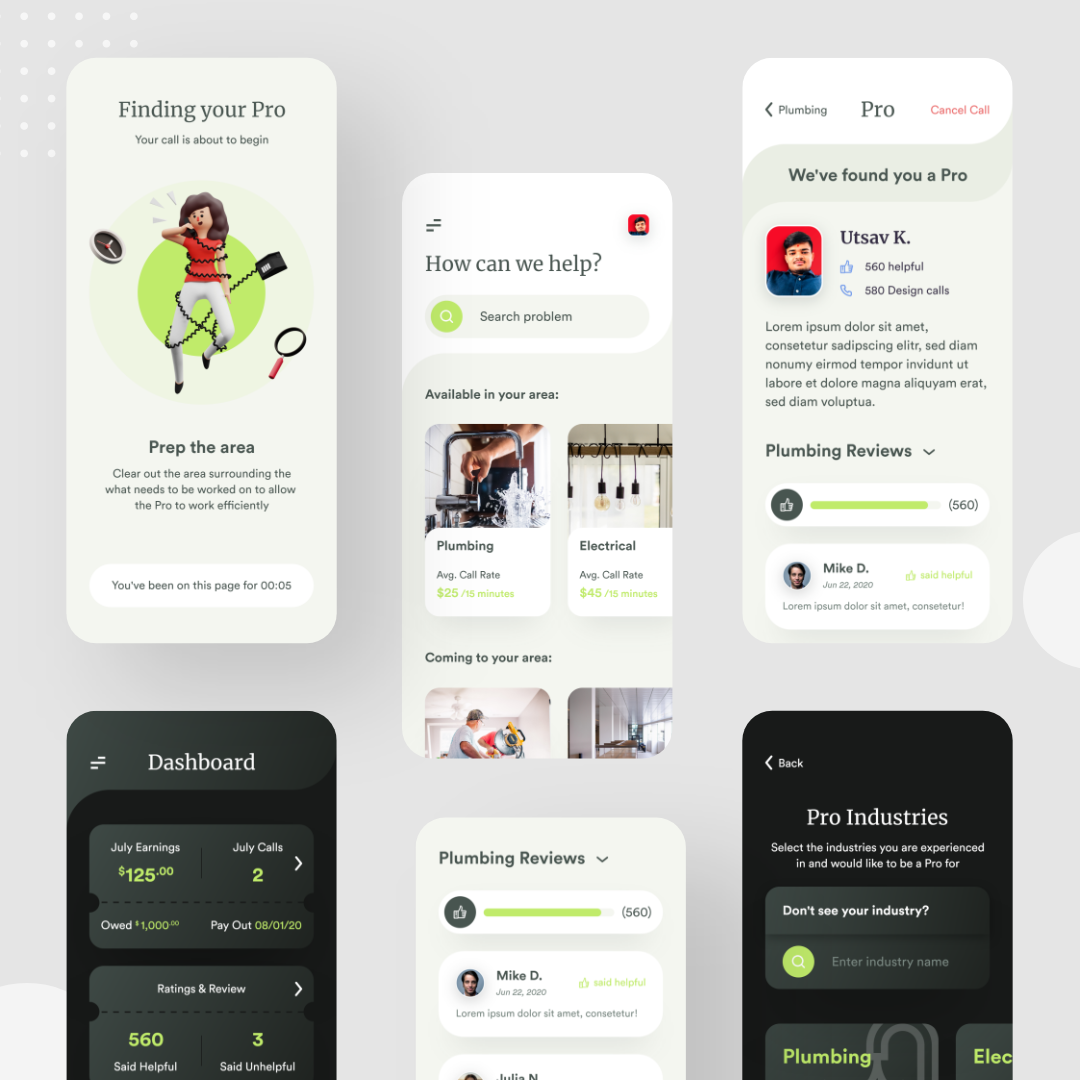 Finding your Pro
Your call is about to begin
Prep the area
Clear out the area surrounding the
what needs to be worked on to allow
the Pro to work efficiently
You've been on this page for 00:05
How can we help?
Search problem
Available in your area:
Plumbing
Avg. Call Rate
$25 /15 minutes
Electrical
Avg. Call Rate
$45 /15 minutes
Coming to your area:
Plumbing
Pro
Cancel Call
We've found you a Pro
Utsav K.
560 helpful
580 Design calls
Lorem ipsum dolor sit amet,
consetetur sadipscing elitr, sed diam
nonumy eirmod tempor invidunt ut
labore et dolore magna aliquyam erat,
sed diam voluptua.
Plumbing Reviews
(560)
Mike D.
Jun 22, 2020
said helpful
Lorem ipsum dolor sit amet, consetetur!
Dashboard
July Earnings
$125.00
July Calls
2
Owed $1,000.00
Pay Out 08/01/20
Ratings & Review
560
Said Helpful
3
Said Unhelpful
Plumbing Reviews
(560)
Mike D.
Jun 22, 2020
said helpful
Lorem ipsum dolor sit amet, consetetur!
Julia N.
Back
Pro Industries
Select the industries you are experienced
in and would like to be a Pro for
Don't see your industry?
Enter industry name
Plumbing
Elec